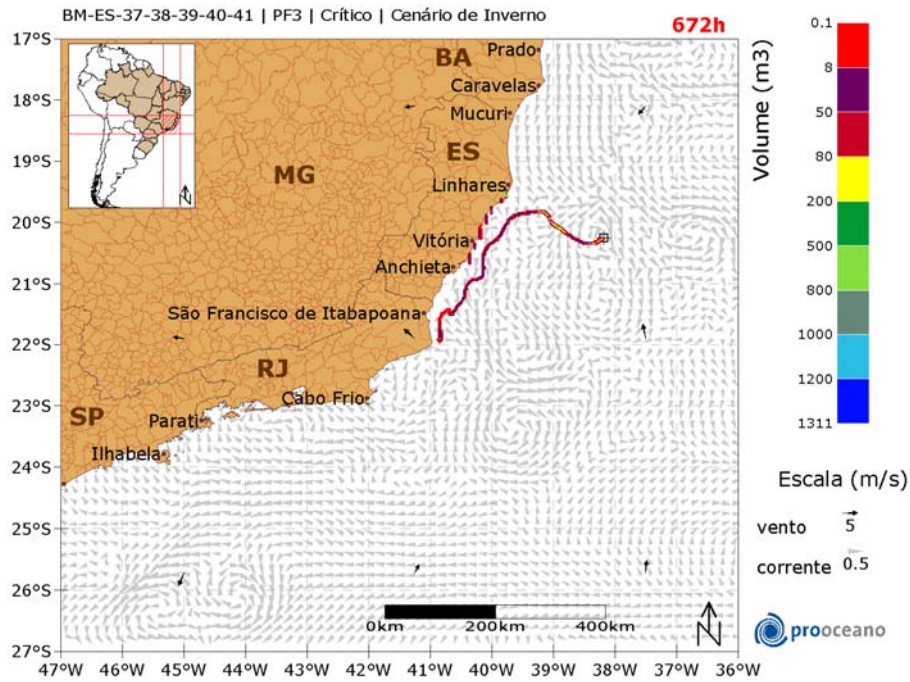 BM-ES-37-38-39-40-41 | PF3 | Crítico | Cenário de Inverno
672h
17°S
18°S
19°S
20°S
21°S
22°S
23°S
24°S
25°S
26°S
27°S
BA
Prado
Caravelas
Mucuri
ES
MG
Linhares
Vitória
Anchieta
São Francisco de Itabapoana
RJ
Cabo Frio
SP
Parati
Ilhabela
N
0km 200km 400km
N
47°W 46°W 45°W 44°W 43°W 42°W 41°W 40°W 39°W 38°W 37°W 36°W
Volume (m3)
0.1
8
50
80
200
500
800
1000
1200
1311
Escala (m/s)
vento 5
corrente 0.5
prooceano